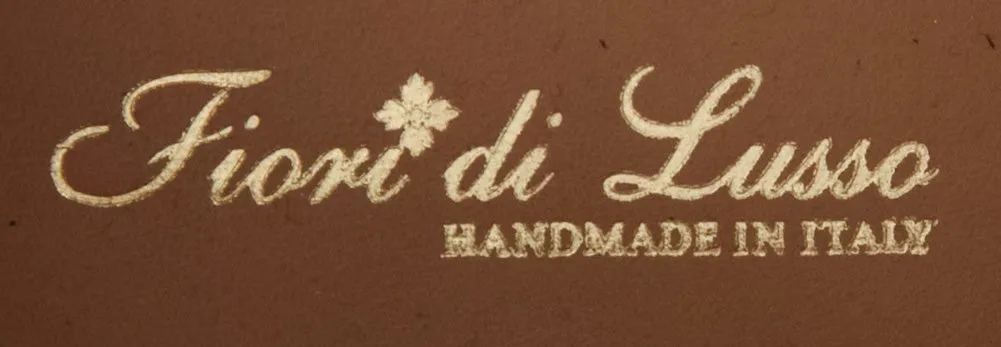 Fiori di Lusso
HANDMADE IN ITALY